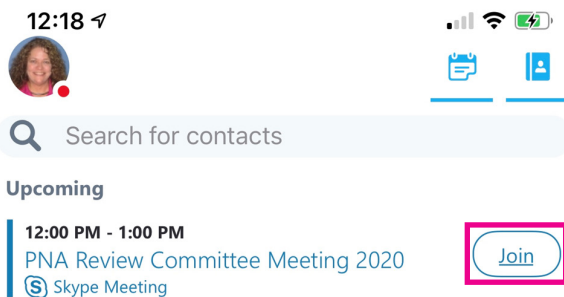 12:18
Search for contacts
Upcoming
12:00 PM - 1:00 PM
PNA Review Committee Meeting 2020
Join
Skype Meeting